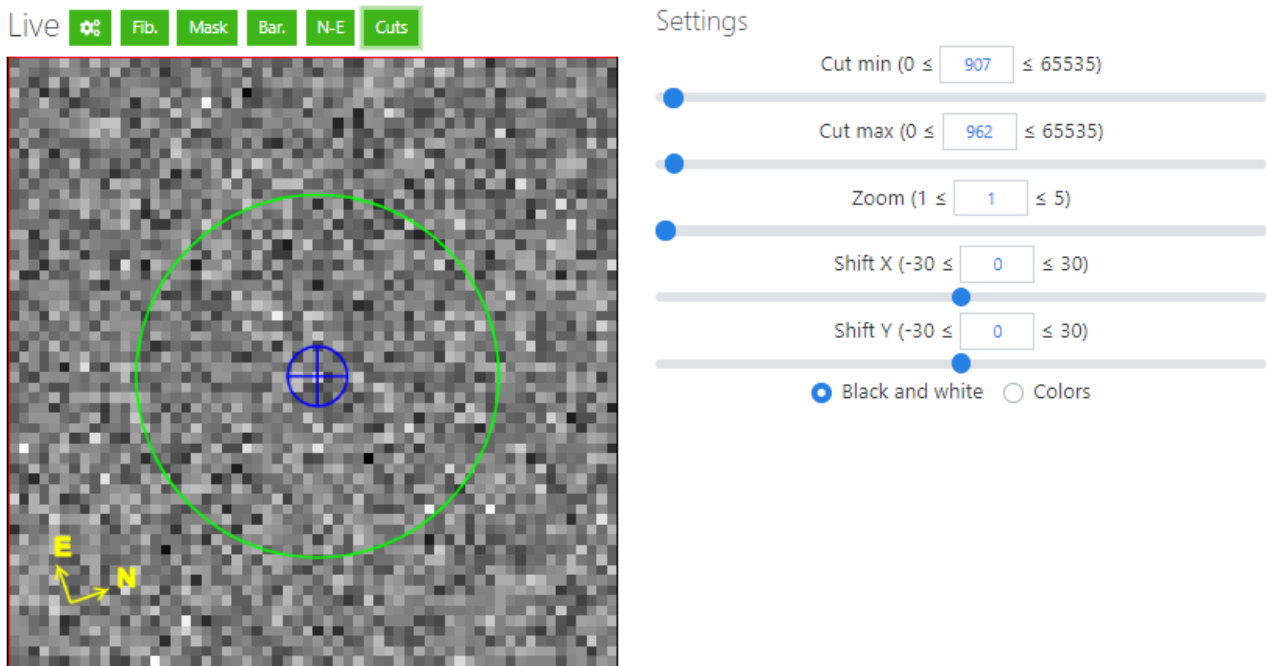 Live Fib. Mask Bar. N-E Cuts
E
N
Settings
Cut min (0 ≤ 907 ≤ 65535)
Cut max (0 ≤ 962 ≤ 65535)
Zoom (1 ≤ 1 ≤ 5)
Shift X (-30 ≤ 0 ≤ 30)
Shift Y (-30 ≤ 0 ≤ 30)
Black and white Colors